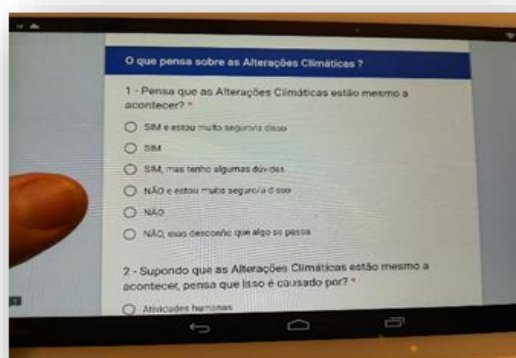 O que pensa sobre as Alterações Climáticas ?
1 - Pensa que as Alterações Climáticas estão mesmo a
acontecer? *
SIM e estou muito seguro/a disso
SIM
SIM, mas tenho algumas dúvidas
NÃO e estou muito seguro/a disso
NÃO
NÃO, mas desconfio que algo se passa
2 - Supondo que as Alterações Climáticas estão mesmo a
acontecer, pensa que isso é causado por? *
Atividades humanas